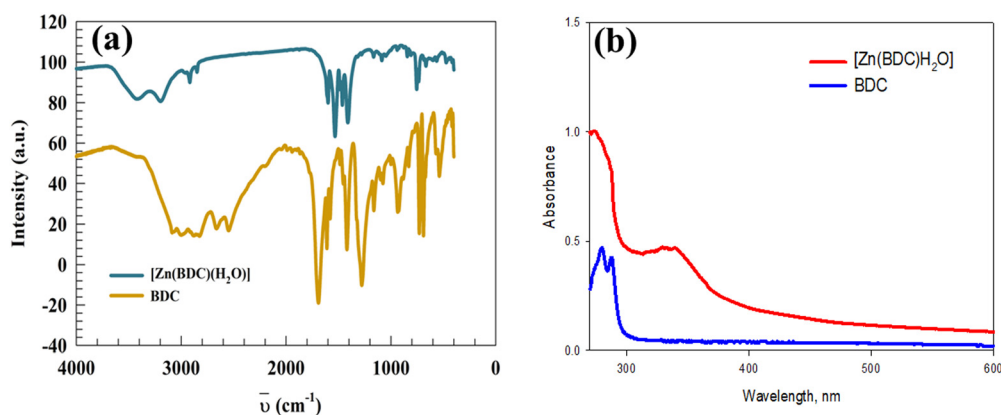 (a)
120
100
80
60
40
20
0
-20
-40
Intensity (a.u.)
[Zn(BDC)(H₂O)]
BDC
4000 3000 2000 1000 0
ῡ (cm⁻¹)
(b)
1.5
1.0
0.5
0.0
Absorbance
[Zn(BDC)H₂O]
BDC
300 400 500 600
Wavelength, nm